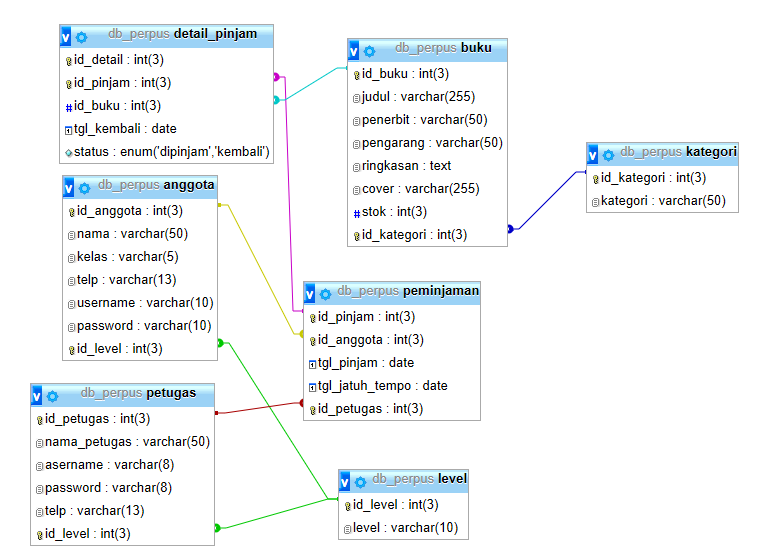 db_perpus detail_pinjam
id_detail : int(3)
id_pinjam : int(3)
id_buku : int(3)
tgl_kembali : date
status : enum('dipinjam','kembali')
db_perpus buku
id_buku : int(3)
judul : varchar(255)
penerbit : varchar(50)
pengarang : varchar(50)
ringkasan : text
cover : varchar(255)
stok : int(3)
id_kategori : int(3)
db_perpus kategori
id_kategori : int(3)
kategori : varchar(50)
db_perpus anggota
id_anggota : int(3)
nama : varchar(50)
kelas : varchar(5)
telp : varchar(13)
username : varchar(10)
password : varchar(10)
id_level : int(3)
db_perpus peminjaman
id_pinjam : int(3)
id_anggota : int(3)
tgl_pinjam : date
tgl_jatuh_tempo : date
id_petugas : int(3)
db_perpus petugas
id_petugas : int(3)
nama_petugas : varchar(50)
asername : varchar(8)
password : varchar(8)
telp : varchar(13)
id_level : int(3)
db_perpus level
id_level : int(3)
level : varchar(10)